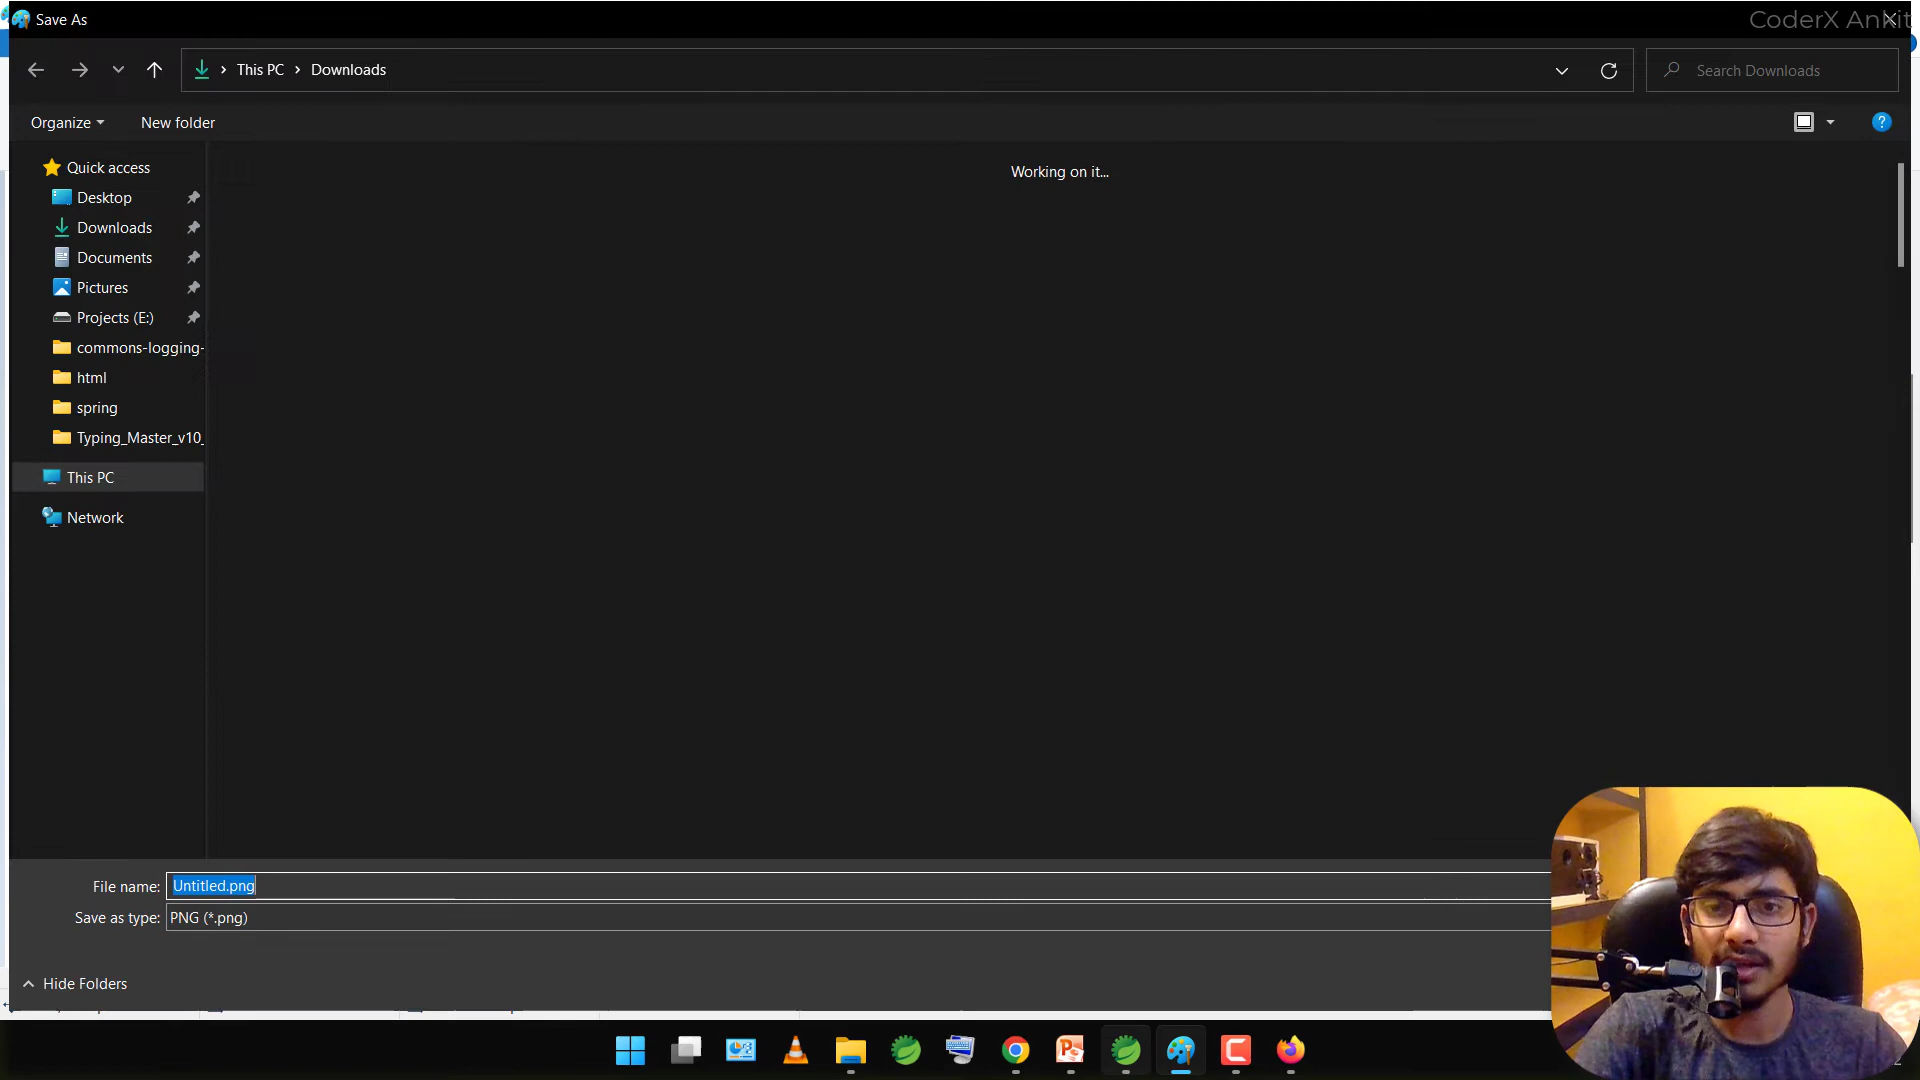 Save As
CoderX Ankit
This PC
Downloads
Search Downloads
Organize
New folder
Quick access
Working on it...
Desktop
Downloads
Documents
Pictures
Projects (E:)
commons-logging-
html
spring
Typing_Master_v10_
This PC
Network
File name:
Untitled.png
Save as type:
PNG (*.png)
Hide Folders